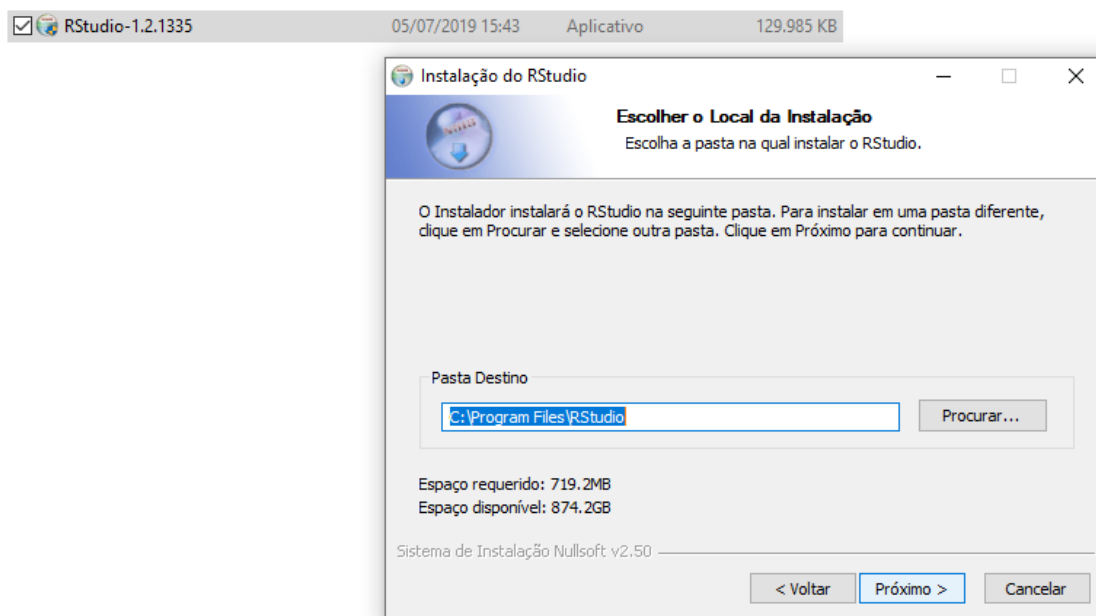 RStudio-1.2.1335 05/07/2019 15:43 Aplicativo 129.985 KB
Instalação do RStudio
Escolher o Local da Instalação
Escolha a pasta na qual instalar o RStudio.
O Instalador instalará o RStudio na seguinte pasta. Para instalar em uma pasta diferente,
clique em Procurar e selecione outra pasta. Clique em Próximo para continuar.
Pasta Destino
C:\Program Files\RStudio
Procurar...
Espaço requerido: 719.2MB
Espaço disponível: 874.2GB
Sistema de Instalação Nullsoft v2.50
< Voltar Próximo > Cancelar